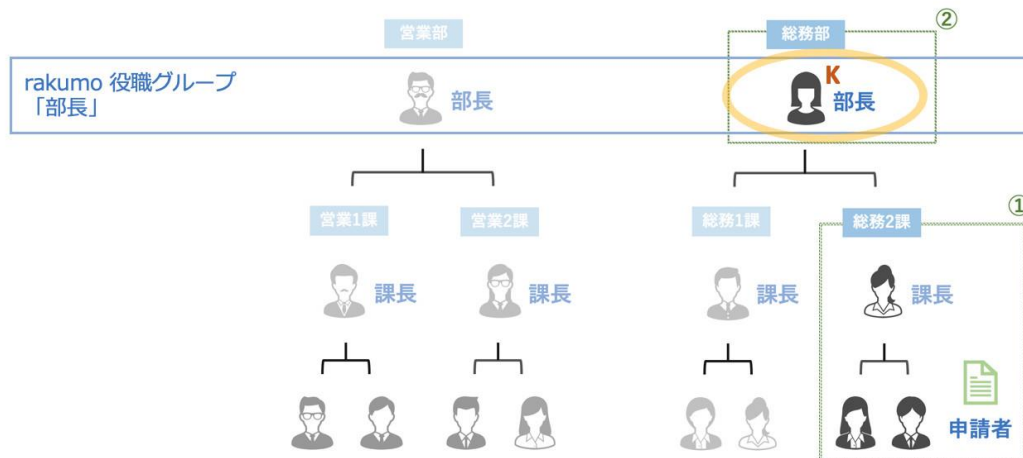 営業部
総務部
②
rakumo 役職グループ
「部長」
部長
K
部長
営業1課
営業2課
総務1課
総務2課
①
課長
課長
課長
課長
申請者